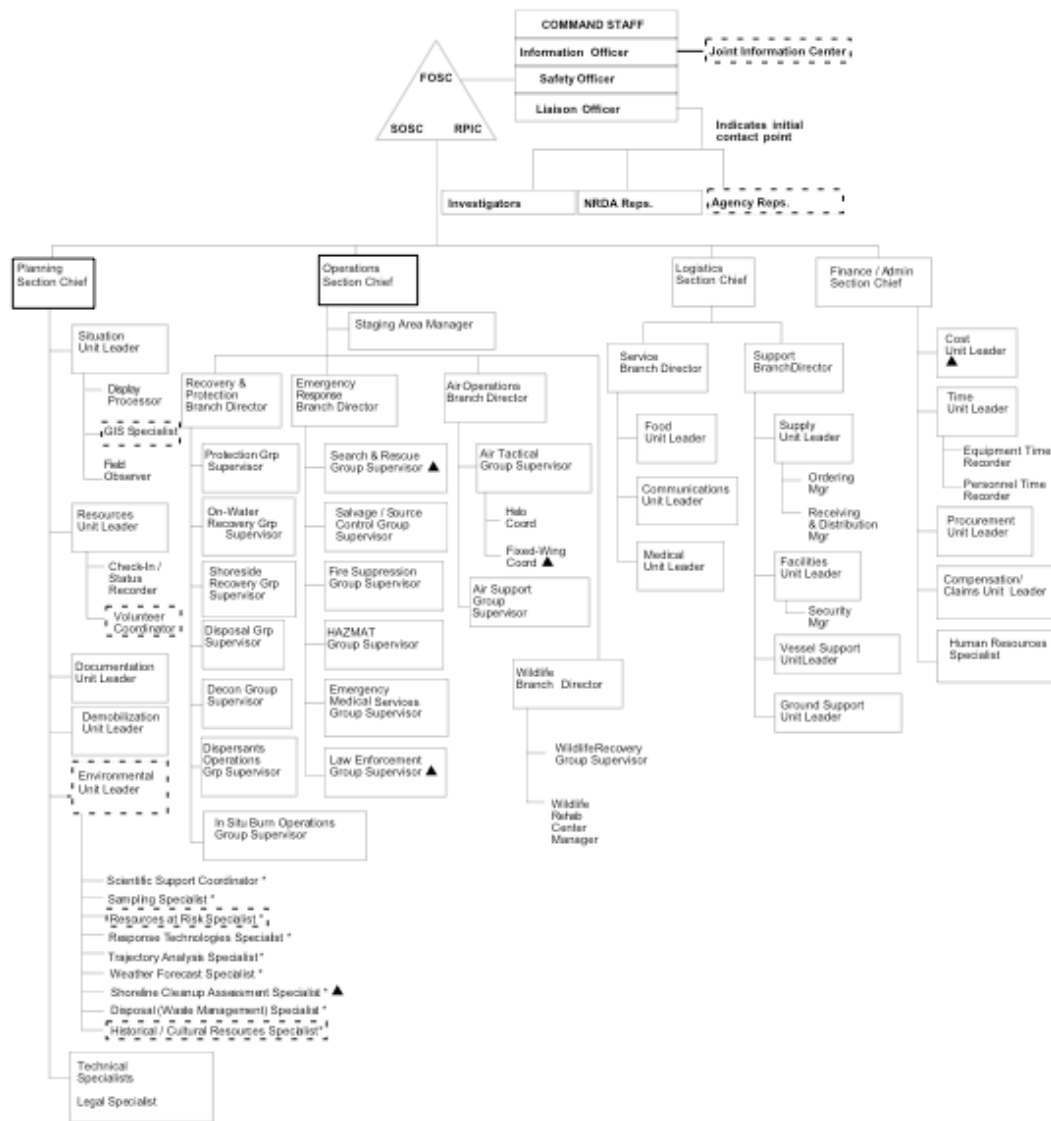 COMMAND STAFF
Information Officer
Joint Information Center
Safety Officer
Liaison Officer
FOSC
SOSC
RPIC
Indicates initial
contact point
Investigators
NRDA Reps.
Agency Reps.
Planning
Section Chief
Operations
Section Chief
Logistics
Section Chief
Finance / Admin
Section Chief
Situation
Unit Leader
Display
Processor
GIS Specialist
Field
Observer
Resources
Unit Leader
Check-In /
Status
Recorder
Volunteer
Coordinator
Documentation
Unit Leader
Demobilization
Unit Leader
Environmental
Unit Leader
Scientific Support Coordinator *
Sampling Specialist *
Resources at Risk Specialist *
Response Technologies Specialist *
Trajectory Analysis Specialist *
Weather Forecast Specialist *
Shoreline Cleanup Assessment Specialist * ▲
Disposal (Waste Management) Specialist *
Historical / Cultural Resources Specialist*
Technical
Specialists
Legal Specialist
Staging Area Manager
Recovery &
Protection
Branch Director
Protection Grp
Supervisor
On-Water
Recovery Grp
Supervisor
Shoreside
Recovery Grp
Supervisor
Disposal Grp
Supervisor
Decon Group
Supervisor
Dispersants
Operations
Grp Supervisor
In Situ Burn Operations
Group Supervisor
Emergency
Response
Branch Director
Search & Rescue
Group Supervisor ▲
Salvage / Source
Control Group
Supervisor
Fire Suppression
Group Supervisor
HAZMAT
Group Supervisor
Emergency
Medical Services
Group Supervisor
Law Enforcement
Group Supervisor ▲
Air Operations
Branch Director
Air Tactical
Group Supervisor
Helo
Coord
Fixed-Wing
Coord ▲
Air Support
Group
Supervisor
Wildlife
Branch Director
WildlifeRecovery
Group Supervisor
Wildlife
Rehab
Center
Manager
Service
Branch Director
Food
Unit Leader
Communications
Unit Leader
Medical
Unit Leader
Support
BranchDirector
Supply
Unit Leader
Ordering
Mgr
Receiving
& Distribution
Mgr
Facilities
Unit Leader
Security
Mgr
Vessel Support
UnitLeader
Ground Support
Unit Leader
Cost
Unit Leader
▲
Time
Unit Leader
Equipment Time
Recorder
Personnel Time
Recorder
Procurement
Unit Leader
Compensation/
Claims Unit Leader
Human Resources
Specialist